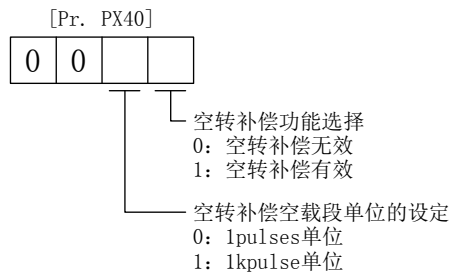 [Pr. PX40]
0 0
空转补偿功能选择
0: 空转补偿无效
1: 空转补偿有效
空转补偿空载段单位的设定
0: 1pulses单位
1: 1kpulse单位